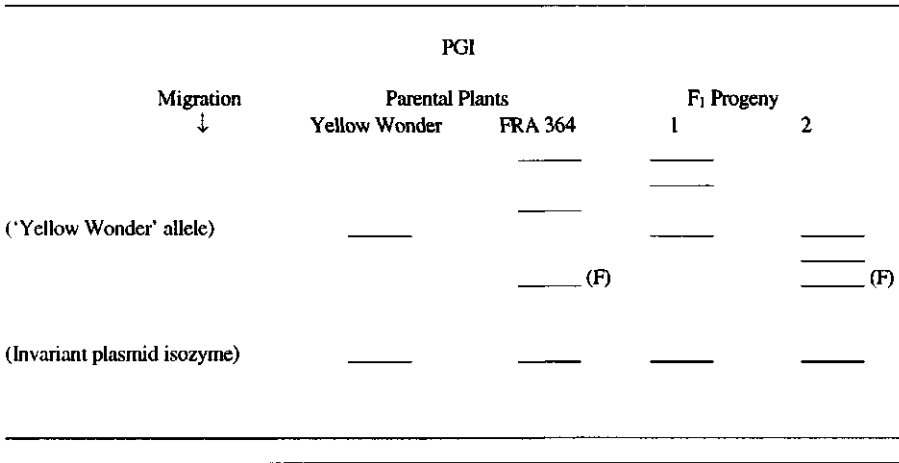 PGI
Migration Parental Plants F1 Progeny
↓ Yellow Wonder FRA 364 1 2
('Yellow Wonder' allele)
(F) (F)
(Invariant plasmid isozyme)